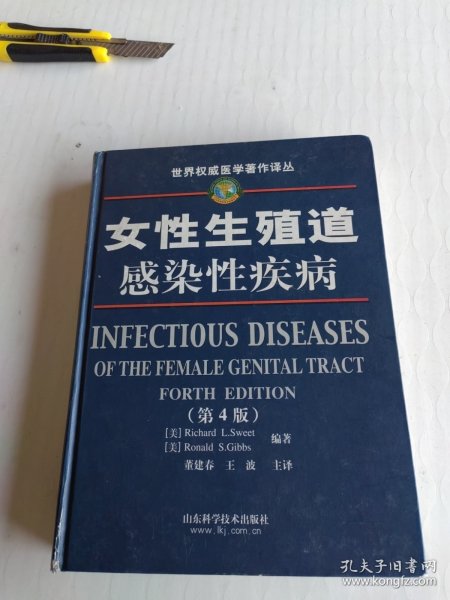 世界权威医学著作译丛
女性生殖道
感染性疾病
INFECTIOUS DISEASES
OF THE FEMALE GENITAL TRACT
FORTH EDITION
(第4版)
[美] Richard L.Sweet
[美] Ronald S.Gibbs
编著
董建春 王 波 主译
山东科学技术出版社
www.lkj.com.cn
孔夫子旧书网
www.kongfz.com